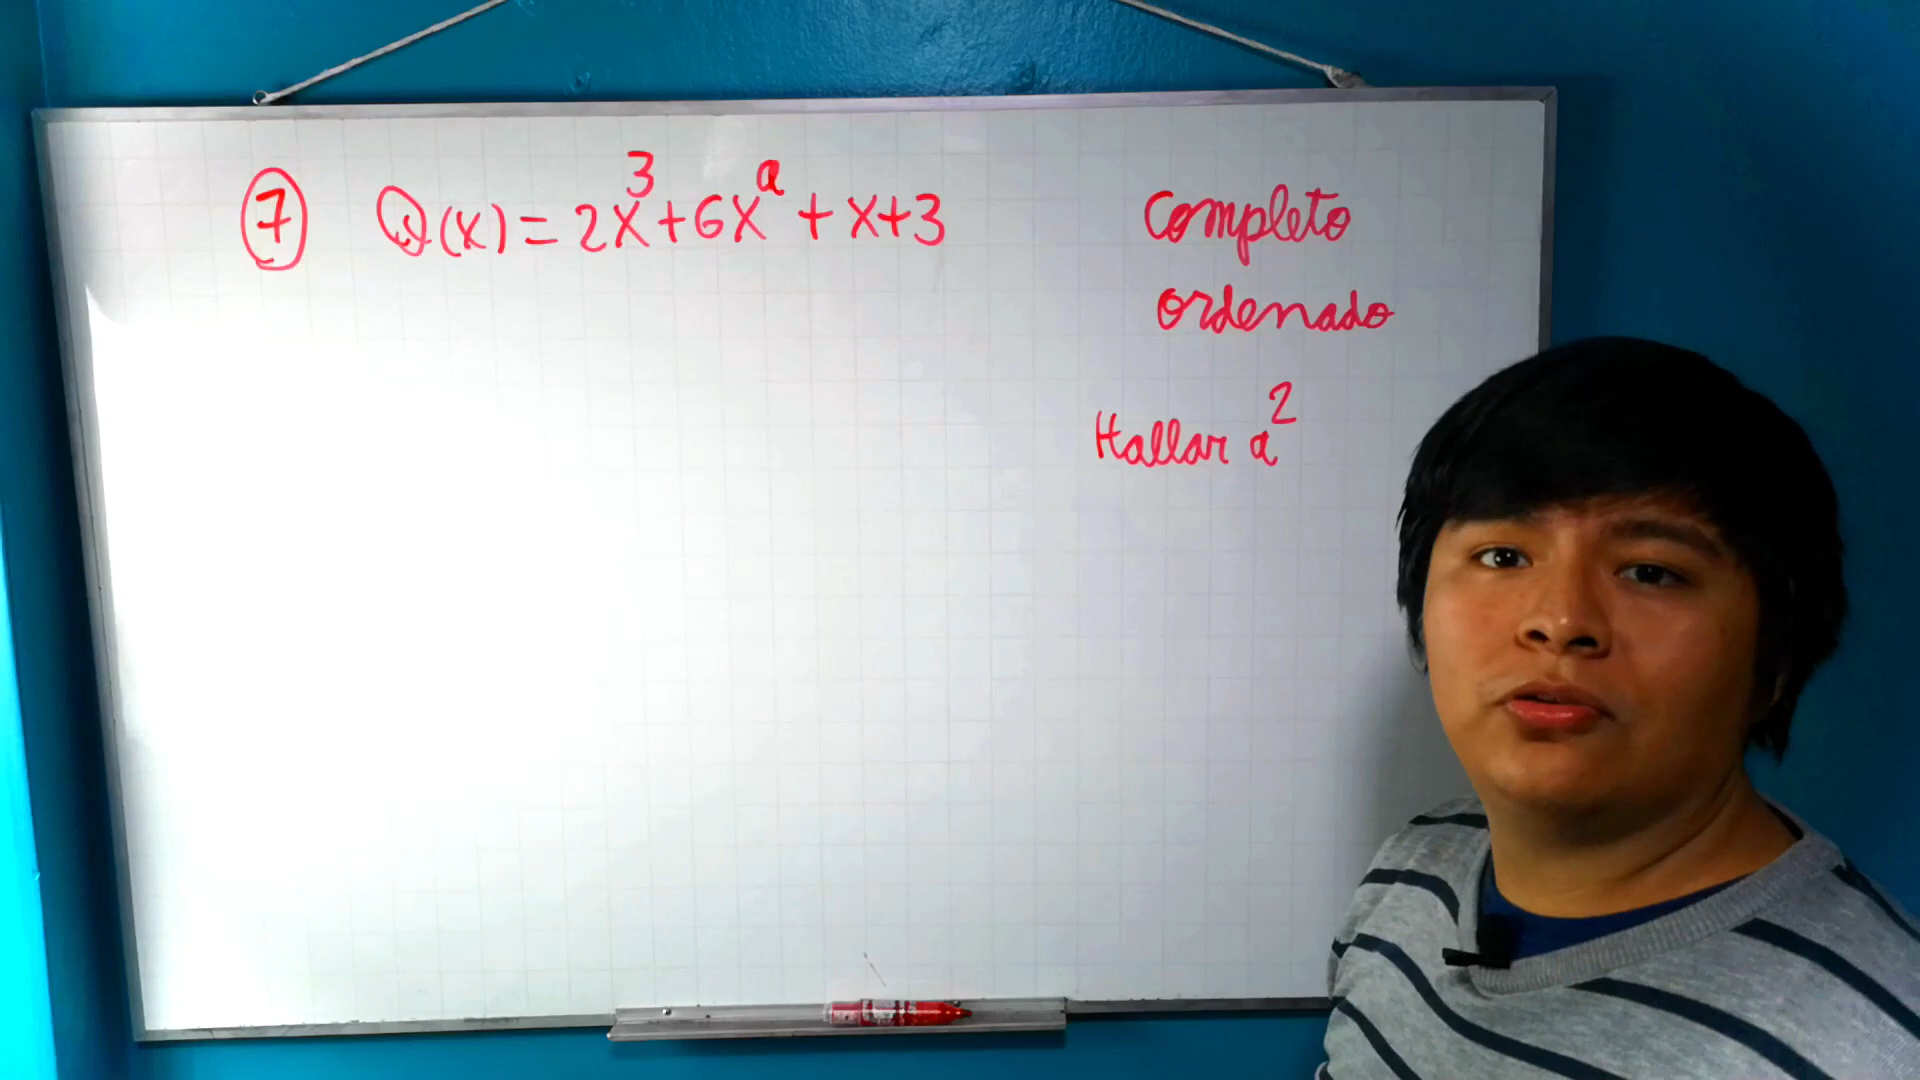 7 Q(x) = 2x³ + 6xᵃ + x + 3
Completo
ordenado
Hallar a²